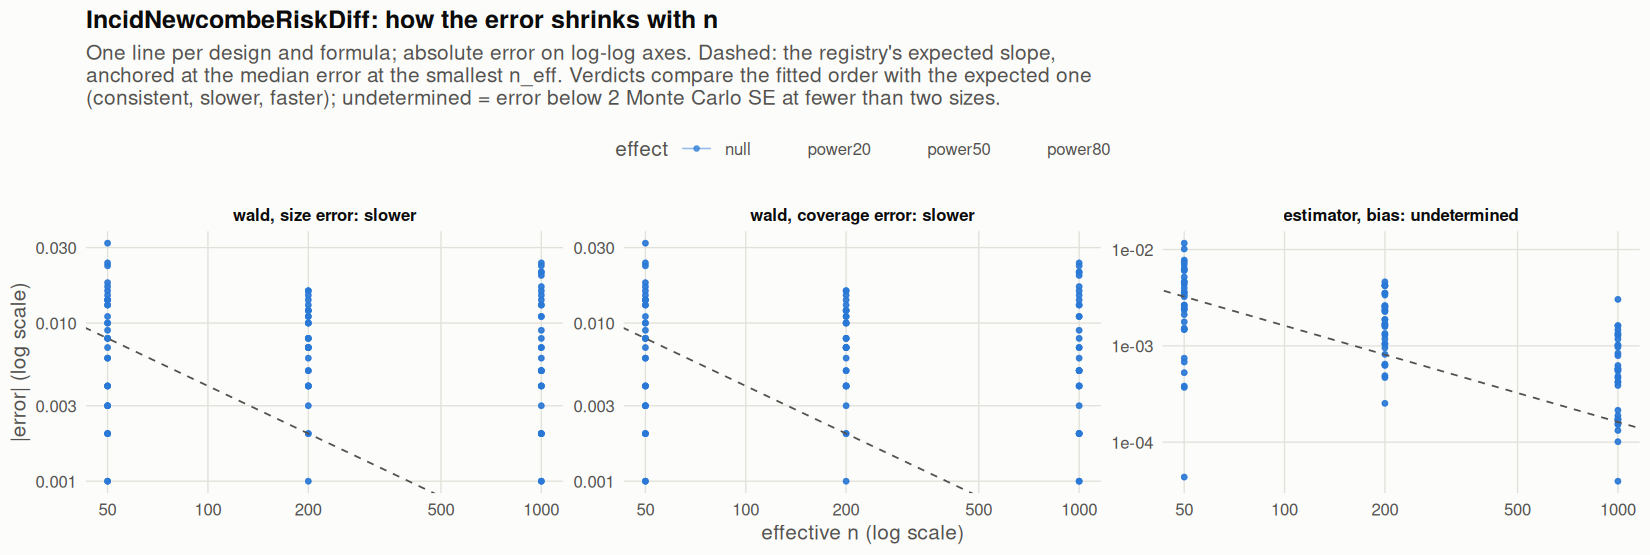 IncidNewcombeRiskDiff: how the error shrinks with n
One line per design and formula; absolute error on log-log axes. Dashed: the registry's expected slope,
anchored at the median error at the smallest n_eff. Verdicts compare the fitted order with the expected one
(consistent, slower, faster); undetermined = error below 2 Monte Carlo SE at fewer than two sizes.
effect null power20 power50 power80
wald, size error: slower
wald, coverage error: slower
estimator, bias: undetermined
|error| (log scale)
0.030
0.010
0.003
0.001
50 100 200 500 1000
0.030
0.010
0.003
0.001
50 100 200 500 1000
1e-02
1e-03
1e-04
50 100 200 500 1000
effective n (log scale)